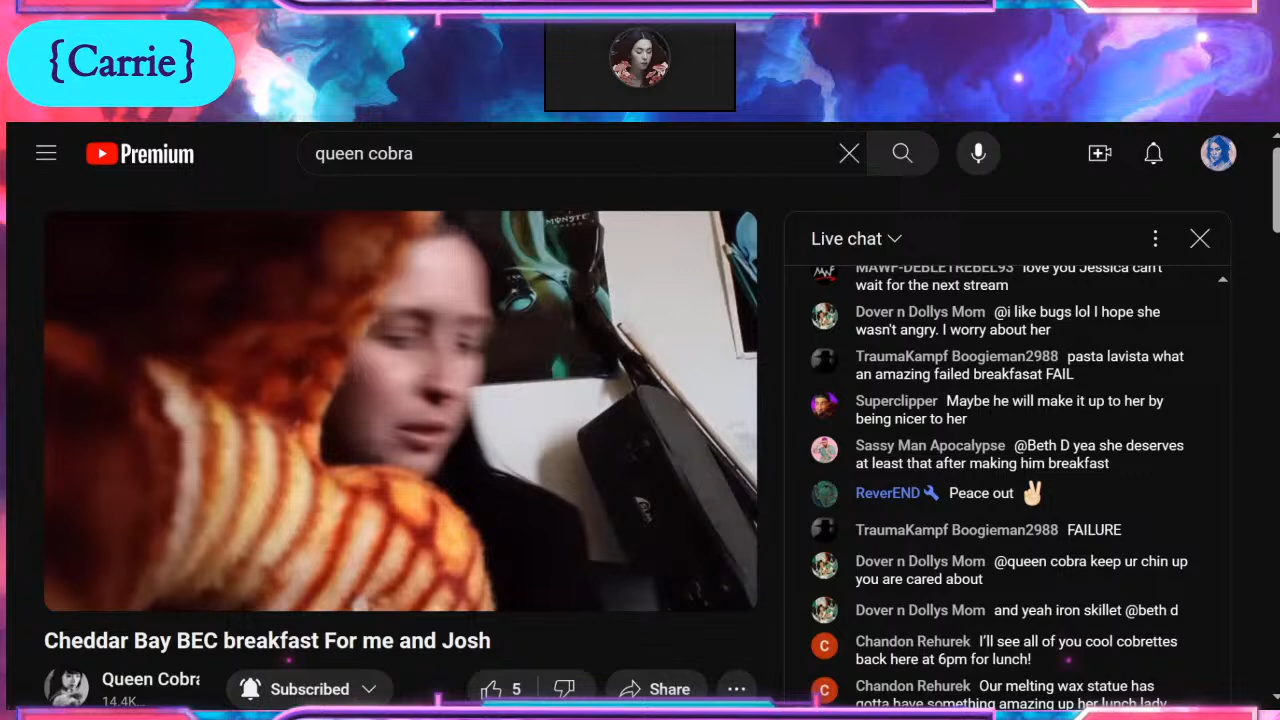 {Carrie}
Premium
queen cobra
MONSTE
Live chat
MAWF-DEBLETREBEL93 love you Jessica can't
wait for the next stream
Dover n Dollys Mom @i like bugs lol I hope she
wasn't angry. I worry about her
TraumaKampf Boogieman2988 pasta lavista what
an amazing failed breakfasat FAIL
Superclipper Maybe he will make it up to her by
being nicer to her
Sassy Man Apocalypse @Beth D yea she deserves
at least that after making him breakfast
ReverEND Peace out
TraumaKampf Boogieman2988 FAILURE
Dover n Dollys Mom @queen cobra keep ur chin up
you are cared about
Dover n Dollys Mom and yeah iron skillet @beth d
C Chandon Rehurek I'll see all of you cool cobrettes
back here at 6pm for lunch!
C Chandon Rehurek Our melting wax statue has
gotta have something amazing up her lunch lady
Cheddar Bay BEC breakfast For me and Josh
Queen Cobra
14.4K...
Subscribed
5
Share